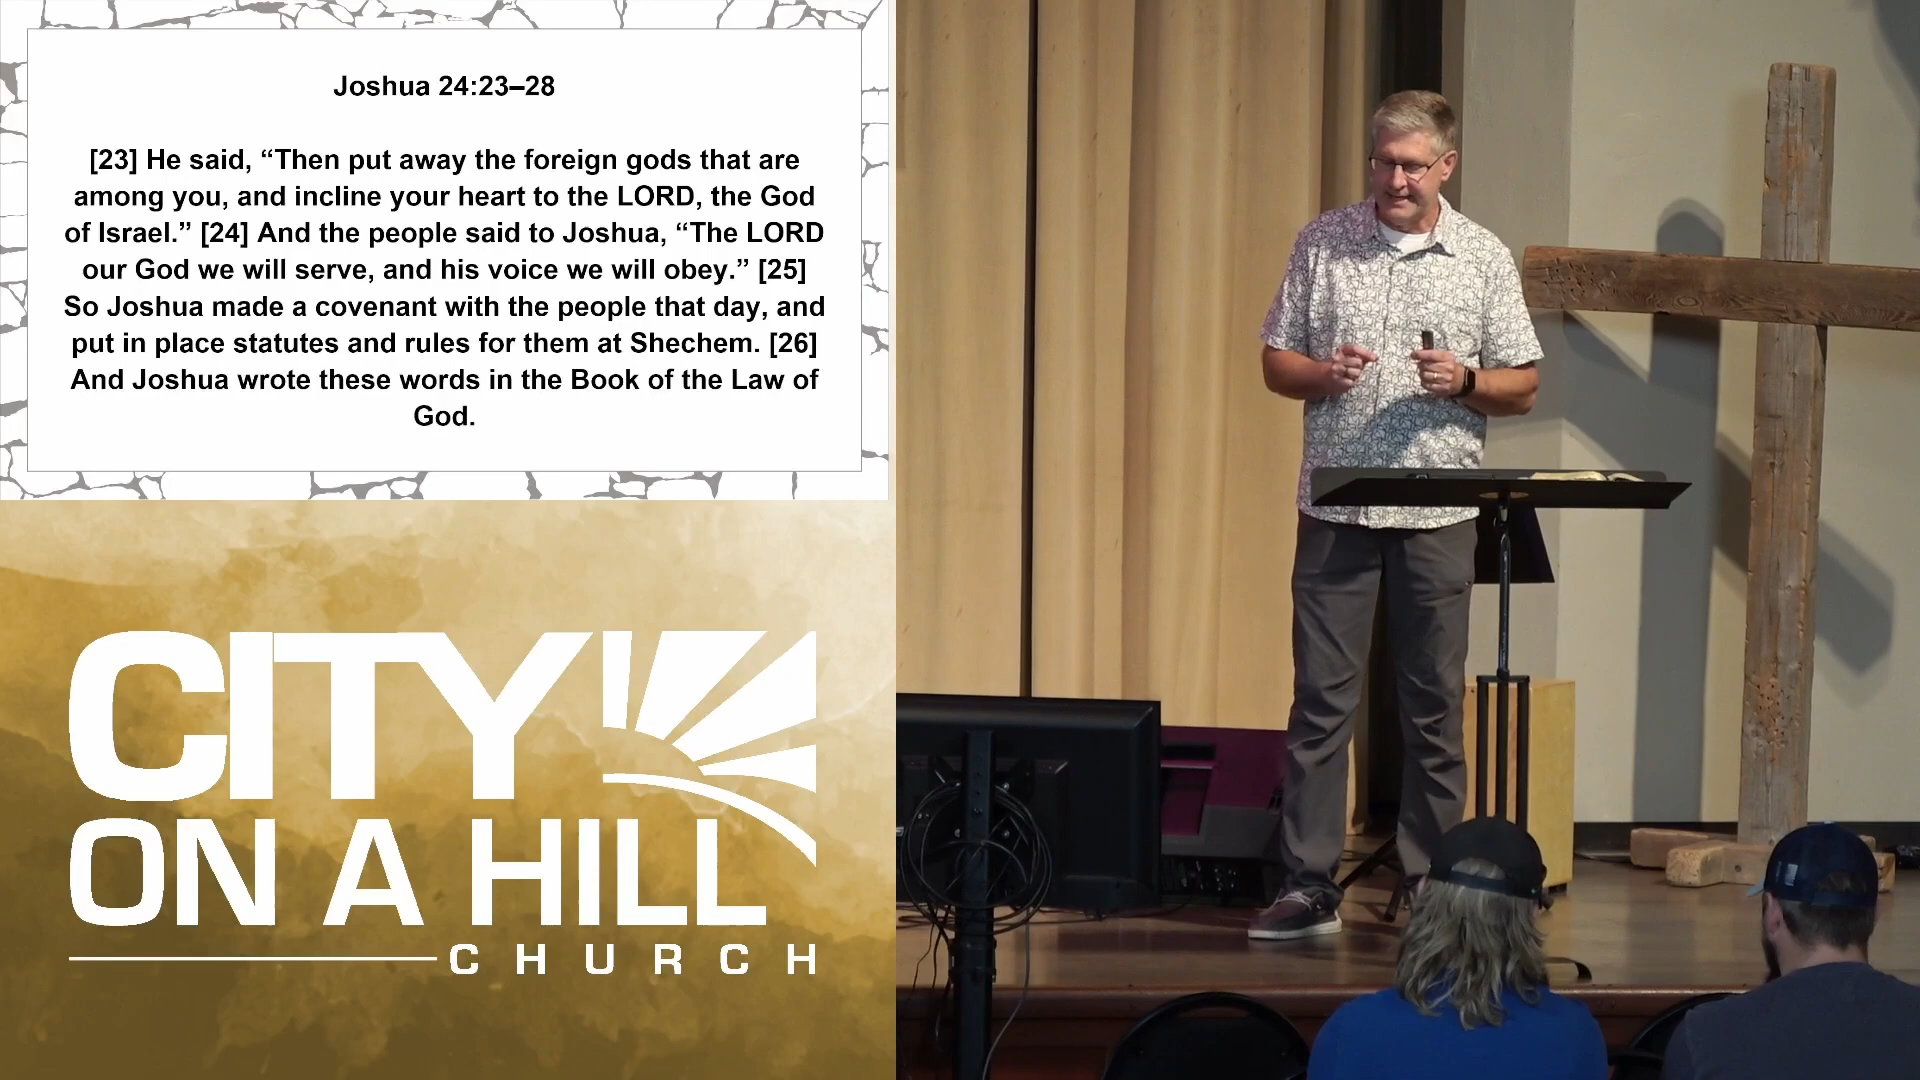 Joshua 24:23–28
[23] He said, “Then put away the foreign gods that are
among you, and incline your heart to the LORD, the God
of Israel.” [24] And the people said to Joshua, “The LORD
our God we will serve, and his voice we will obey.” [25]
So Joshua made a covenant with the people that day, and
put in place statutes and rules for them at Shechem. [26]
And Joshua wrote these words in the Book of the Law of
God.
CITY
ON A HILL
CHURCH